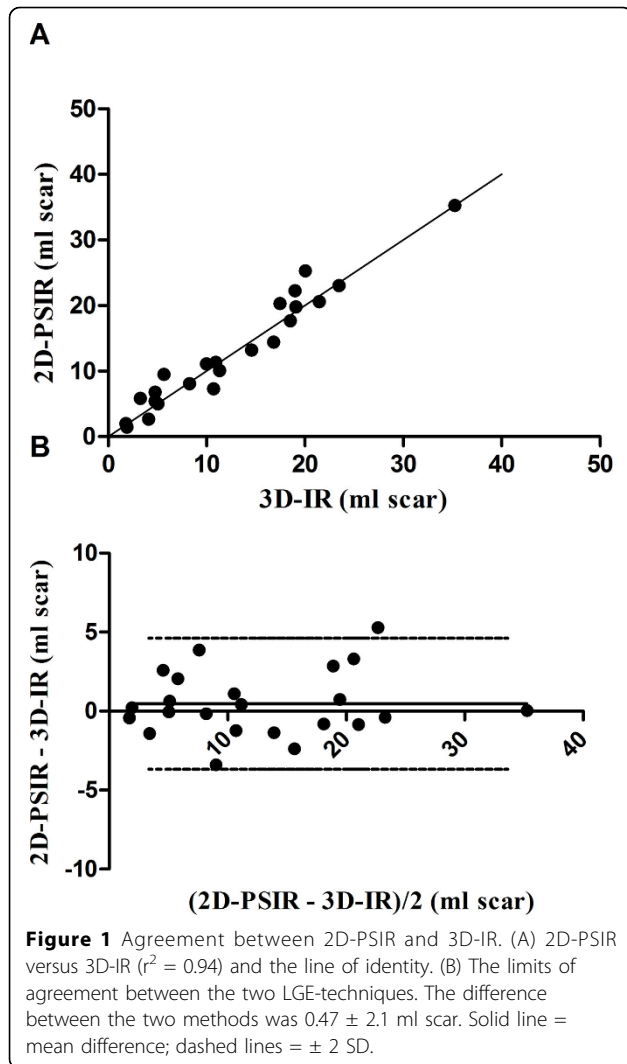 A
50
40
30
20
10
0
2D-PSIR (ml scar)
0 10 20 30 40 50
3D-IR (ml scar)
B
10
5
0
-5
-10
2D-PSIR - 3D-IR (ml scar)
10 20 30 40
(2D-PSIR - 3D-IR)/2 (ml scar)
Figure 1 Agreement between 2D-PSIR and 3D-IR. (A) 2D-PSIR
versus 3D-IR (r² = 0.94) and the line of identity. (B) The limits of
agreement between the two LGE-techniques. The difference
between the two methods was 0.47 ± 2.1 ml scar. Solid line =
mean difference; dashed lines = ± 2 SD.